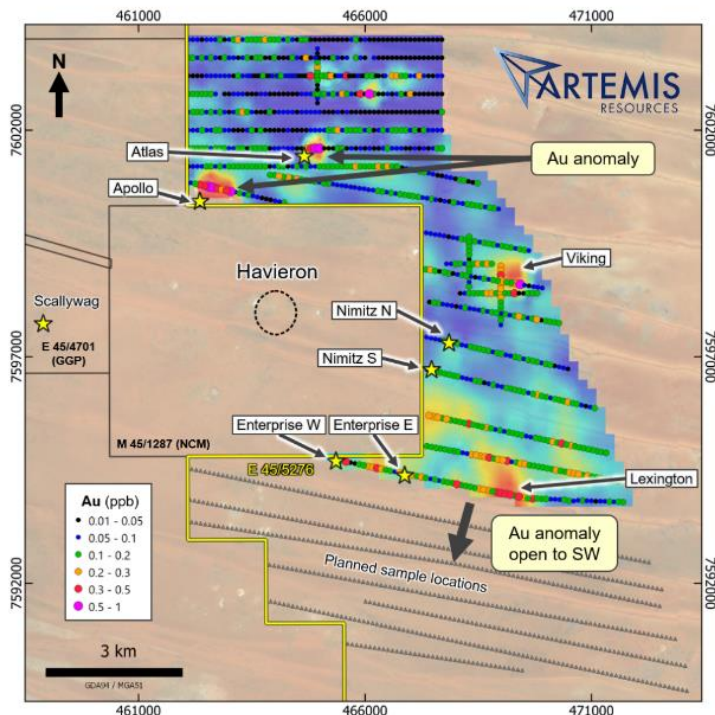 461000
466000
471000
N
ARTEMIS
RESOURCES
7602000
7602000
Atlas
Au anomaly
Apollo
Havieron
Viking
Scallywag
E 45/4701
(GGP)
Nimitz N
Nimitz S
7597000
7597000
Enterprise W
Enterprise E
M 45/1287 (NCM)
E 45/5276
Lexington
Au (ppb)
0.01 - 0.05
0.05 - 0.1
0.1 - 0.2
0.2 - 0.3
0.3 - 0.5
0.5 - 1
Au anomaly
open to SW
Planned sample locations
7592000
7592000
3 km
GDA94 / MGA51
461000
466000
471000